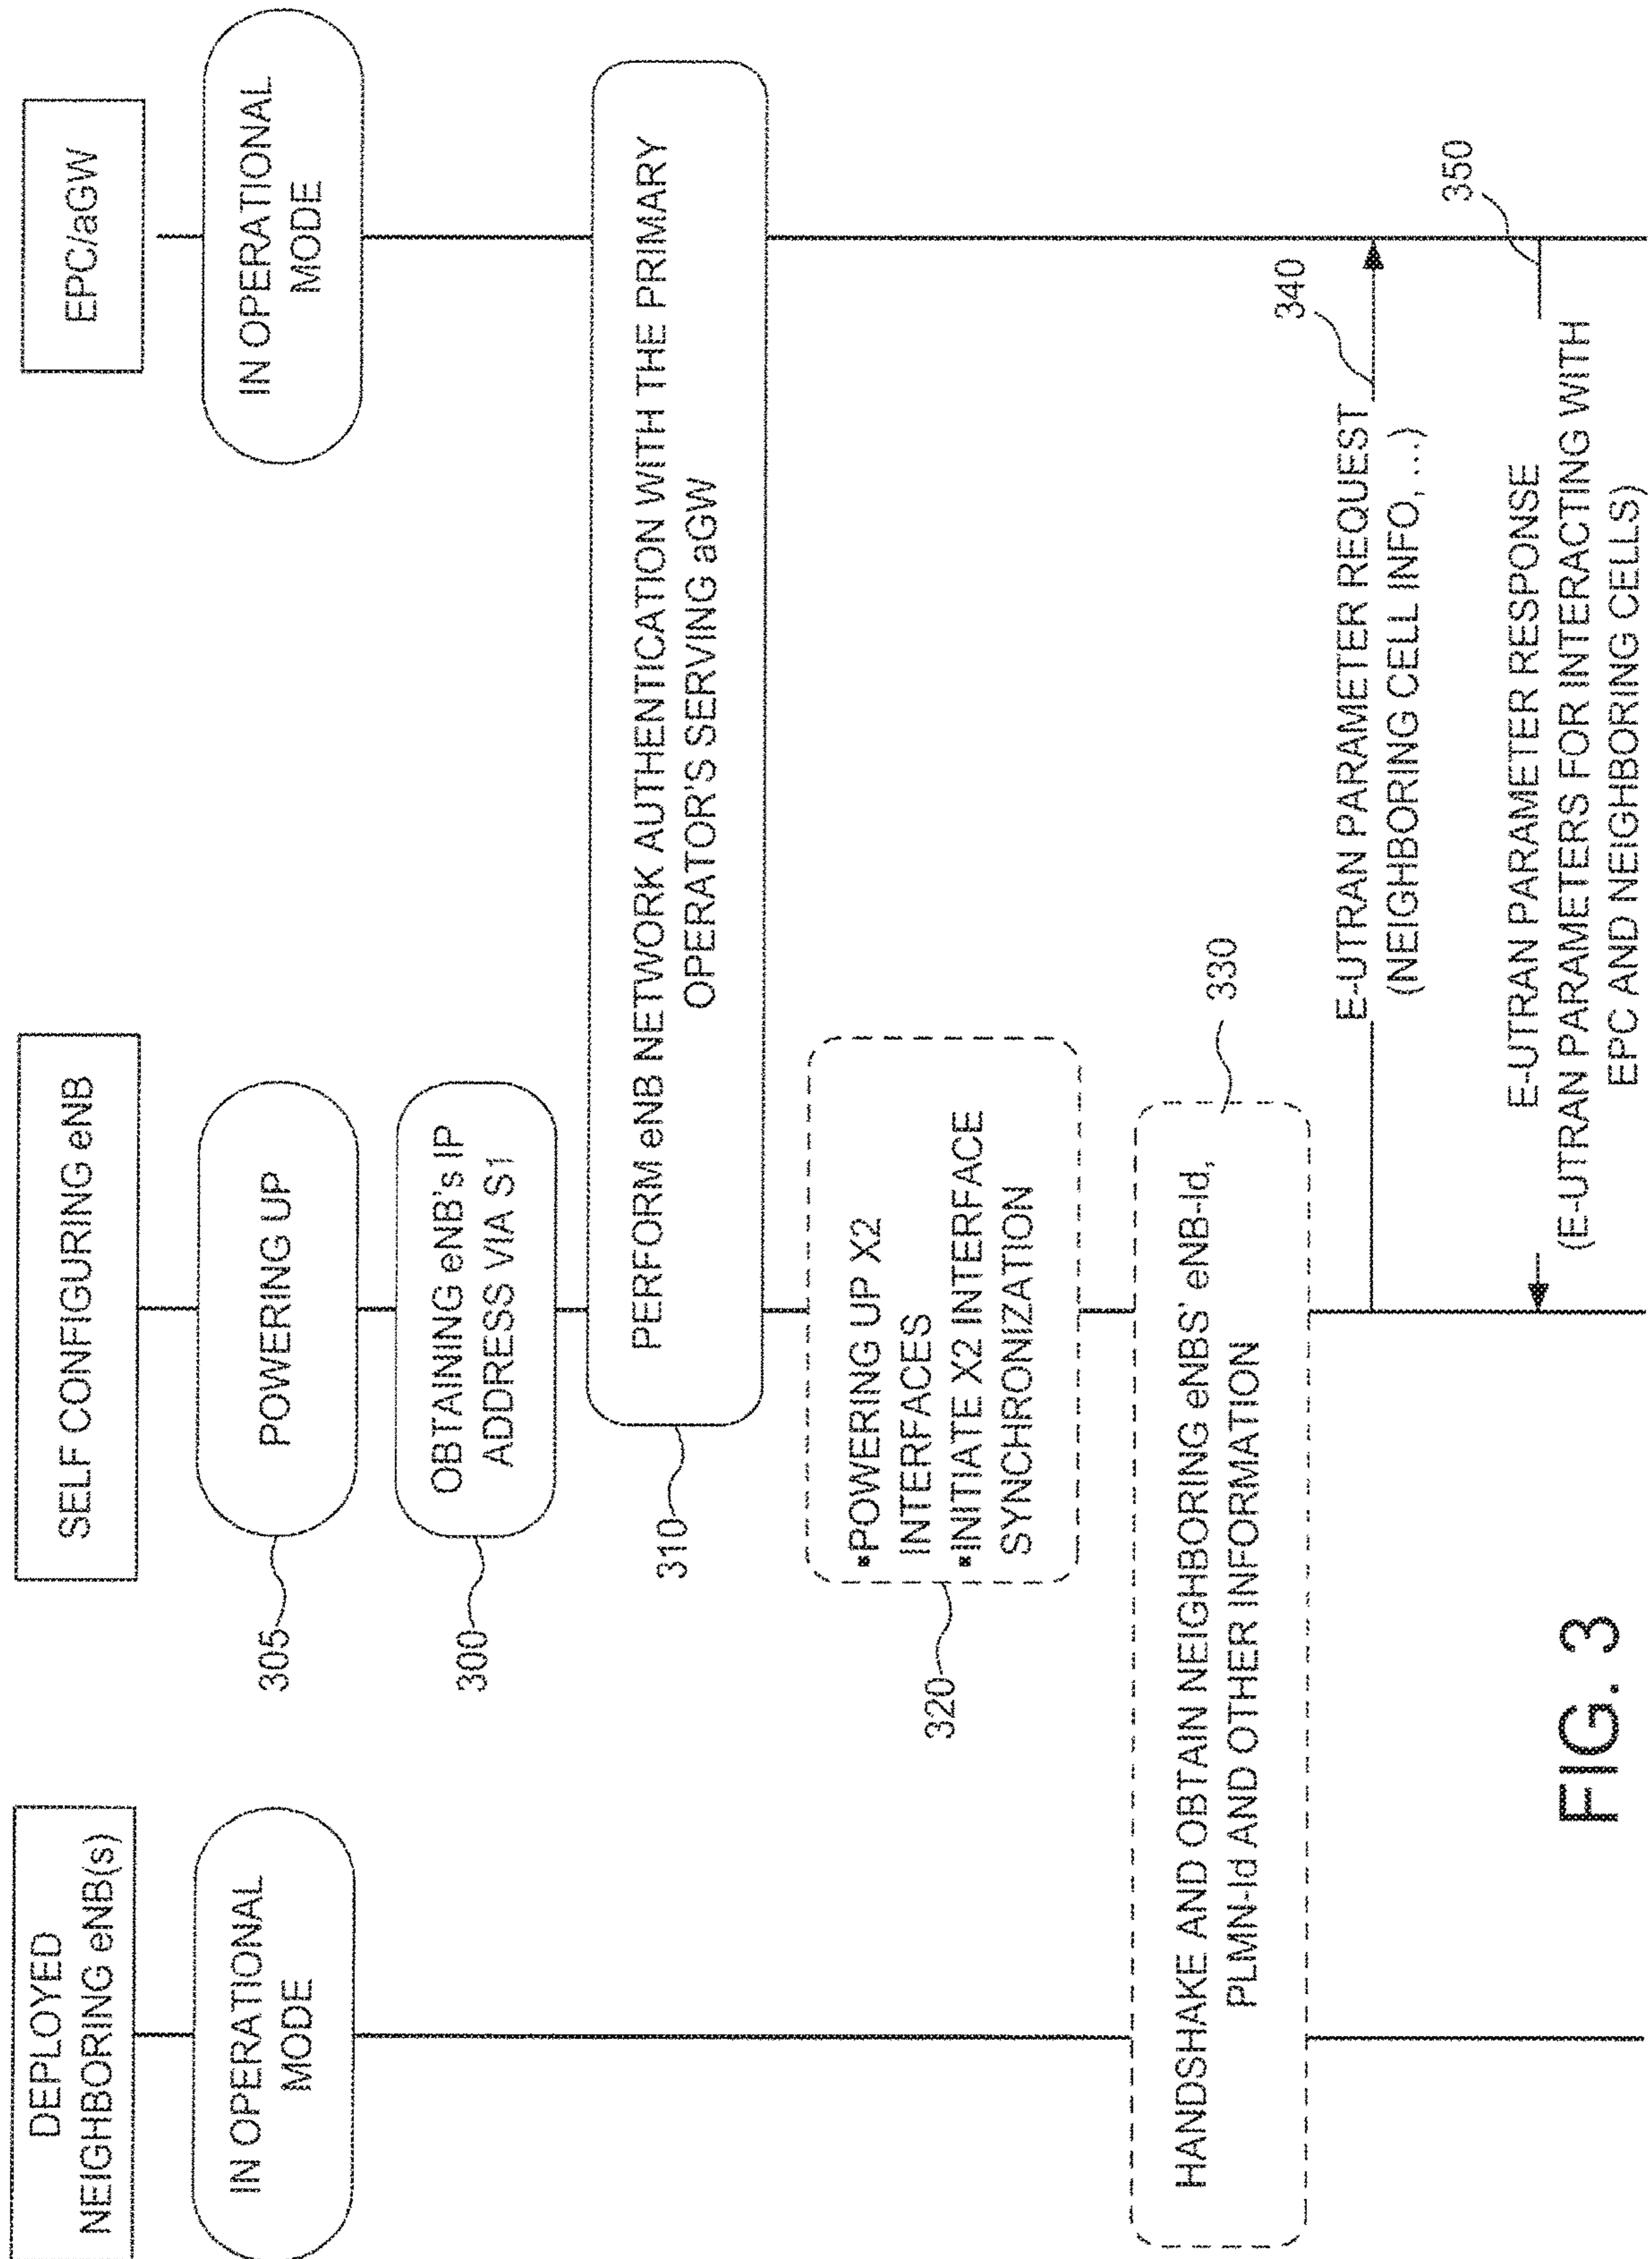 DEPLOYED
NEIGHBORING eNB(s)
SELF CONFIGURING eNB
EPC/aGW
IN OPERATIONAL
MODE
POWERING UP
305
IN OPERATIONAL
MODE
OBTAINING eNB's IP
ADDRESS VIA S1
300
PERFORM eNB NETWORK AUTHENTICATION WITH THE PRIMARY
OPERATOR'S SERVING aGW
310
▪POWERING UP X2
INTERFACES
▪INITIATE X2 INTERFACE
SYNCHRONIZATION
320
HANDSHAKE AND OBTAIN NEIGHBORING eNBS' eNB-Id,
PLMN-Id AND OTHER INFORMATION
330
E-UTRAN PARAMETER REQUEST
(NEIGHBORING CELL INFO, ...)
340
E-UTRAN PARAMETER RESPONSE
(E-UTRAN PARAMETERS FOR INTERACTING WITH
EPC AND NEIGHBORING CELLS)
350
FIG. 3